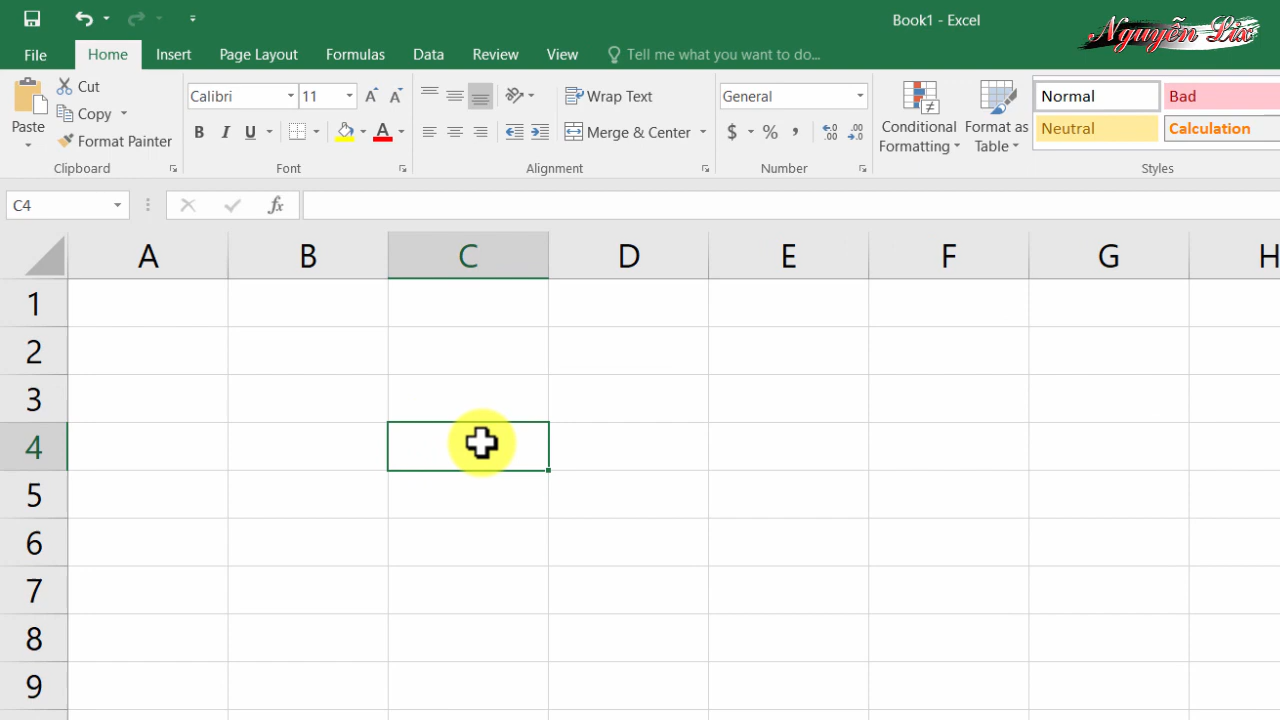 Book1 - Excel
Nguyễn Lix
File Home Insert Page Layout Formulas Data Review View Tell me what you want to do...
Paste
Cut
Copy
Format Painter
Clipboard
Calibri 11
B I U A
Font
Wrap Text
Merge & Center
Alignment
General
$ % ,
Number
Conditional Formatting
Format as Table
Normal Bad
Neutral Calculation
Styles
C4 fx
A B C D E F G H
1
2
3
4
5
6
7
8
9